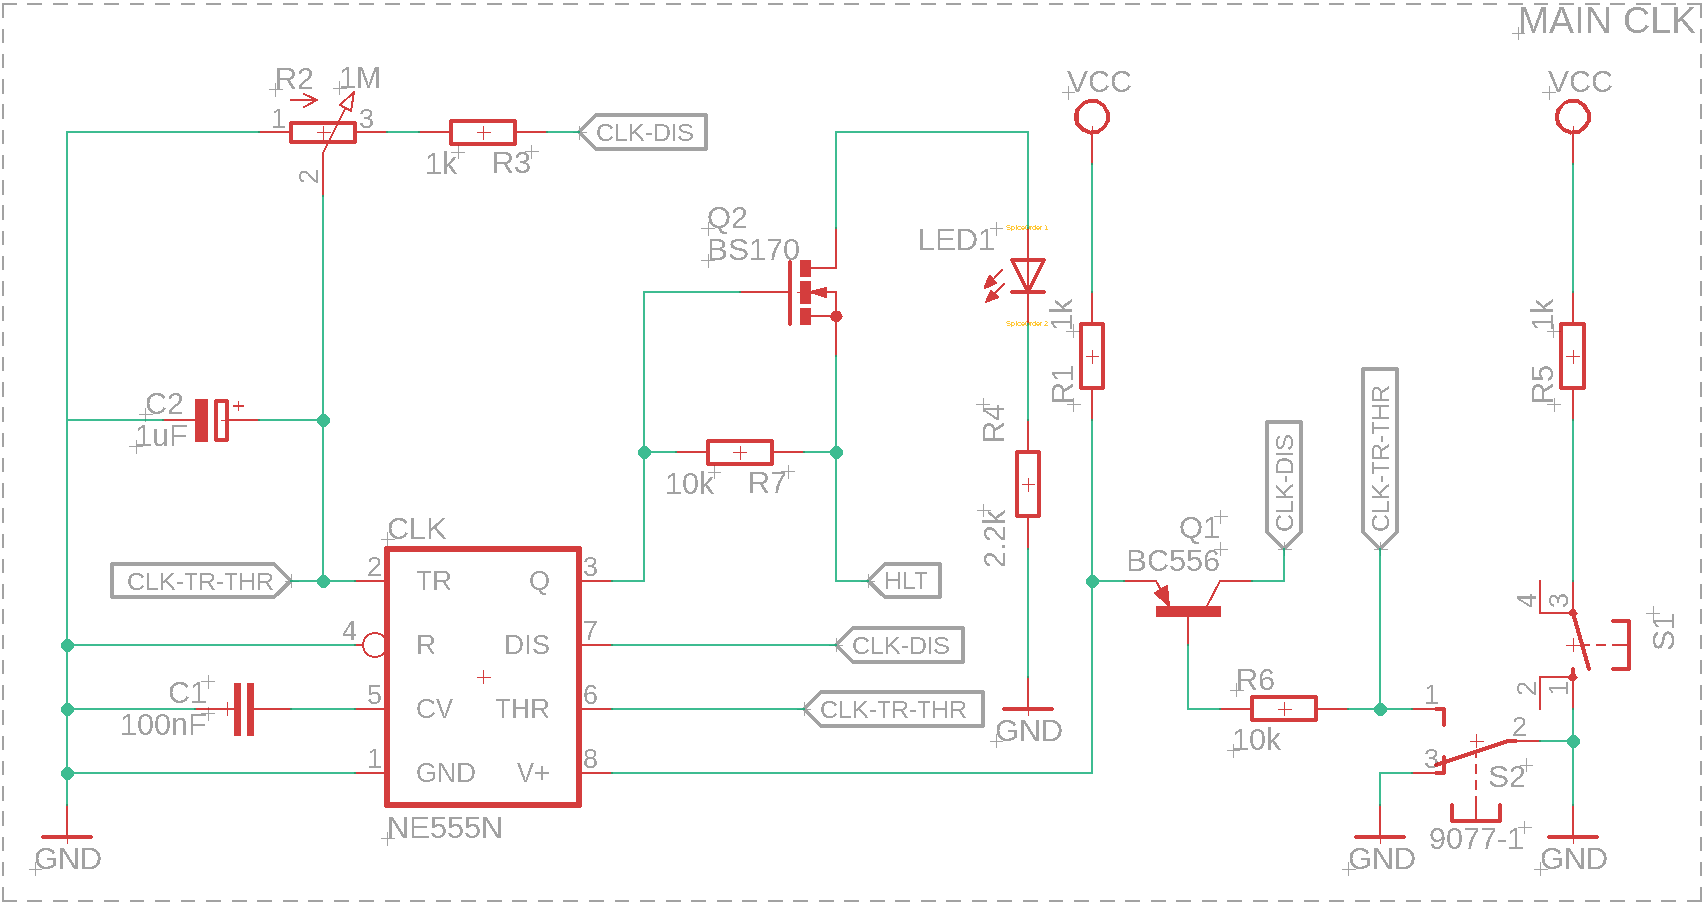 MAIN CLK
R2
1M
VCC
VCC
1
3
CLK-DIS
1k
R3
2
Q2
BS170
SpiceOrder 1
LED1
1k
1k
SpiceOrder 2
R1
R5
C2
+
1uF
R4
CLK-TR-THR
CLK-DIS
10k
R7
2.2k
CLK
Q1
BC556
CLK-TR-THR
2
TR
Q
3
HLT
4
3
4
R
DIS
7
CLK-DIS
S1
C1
100nF
5
CV
THR
6
CLK-TR-THR
R6
10k
1
2
1
GND
2
1
GND
V+
8
3
S2
NE555N
9077-1
GND
GND
GND